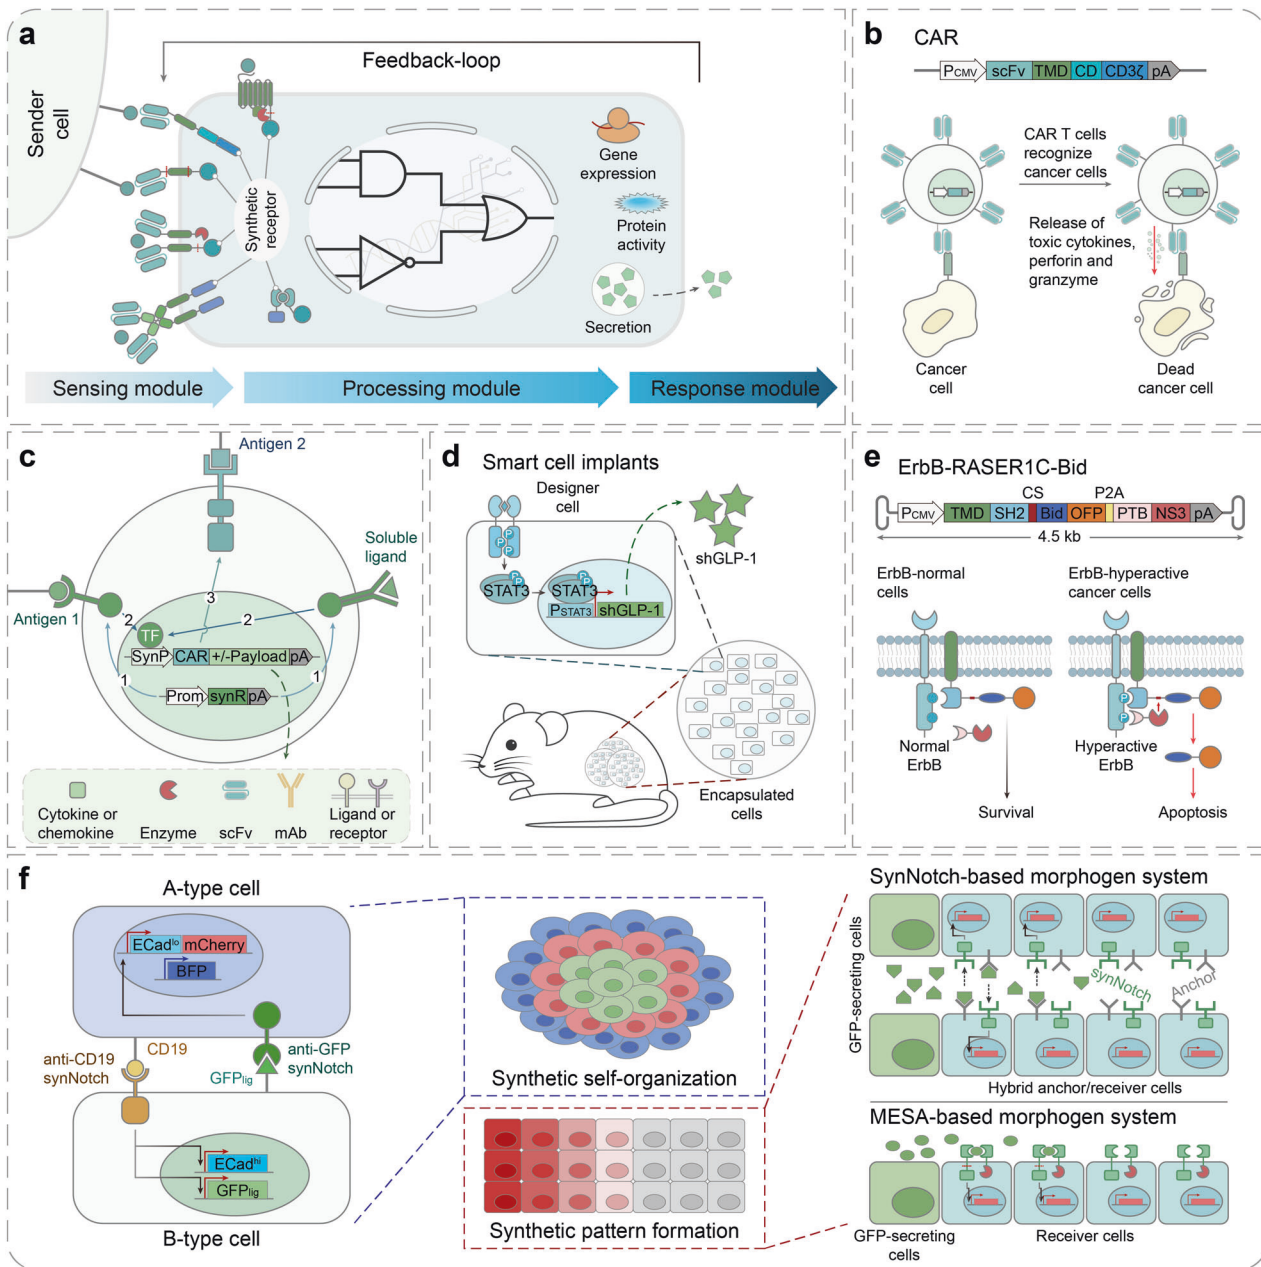 a
Feedback-loop
Sender
cell
Synthetic
receptor
Gene
expression
Protein
activity
Secretion
Sensing module
Processing module
Response module
b
CAR
PCMV scFv TMD CD CD3ζ pA
CAR T cells
recognize
cancer cells
Release of
toxic cytokines,
perforin and
granzyme
Cancer
cell
Dead
cancer cell
c
Antigen 2
Soluble
ligand
Antigen 1
3
2
2
TF
SynP CAR +/-Payload pA
1
1
Prom synR pA
Cytokine or
chemokine
Enzyme
scFv
mAb
Ligand or
receptor
d
Smart cell implants
Designer
cell
P
P
P
shGLP-1
P
P
STAT3
P
P
STAT3
PSTAT3 shGLP-1
Encapsulated
cells
e
ErbB-RASER1C-Bid
CS
P2A
PCMV TMD SH2 Bid OFP PTB NS3 pA
4.5 kb
ErbB-normal
cells
ErbB-hyperactive
cancer cells
P
P
Normal
ErbB
Hyperactive
ErbB
Survival
Apoptosis
f
A-type cell
ECadlo mCherry
BFP
anti-CD19
synNotch
CD19
GFPlig
anti-GFP
synNotch
ECadhi
GFPlig
B-type cell
Synthetic self-organization
Synthetic pattern formation
SynNotch-based morphogen system
GFP-secreting cells
synNotch
Anchor
Hybrid anchor/receiver cells
MESA-based morphogen system
GFP-secreting
cells
Receiver cells